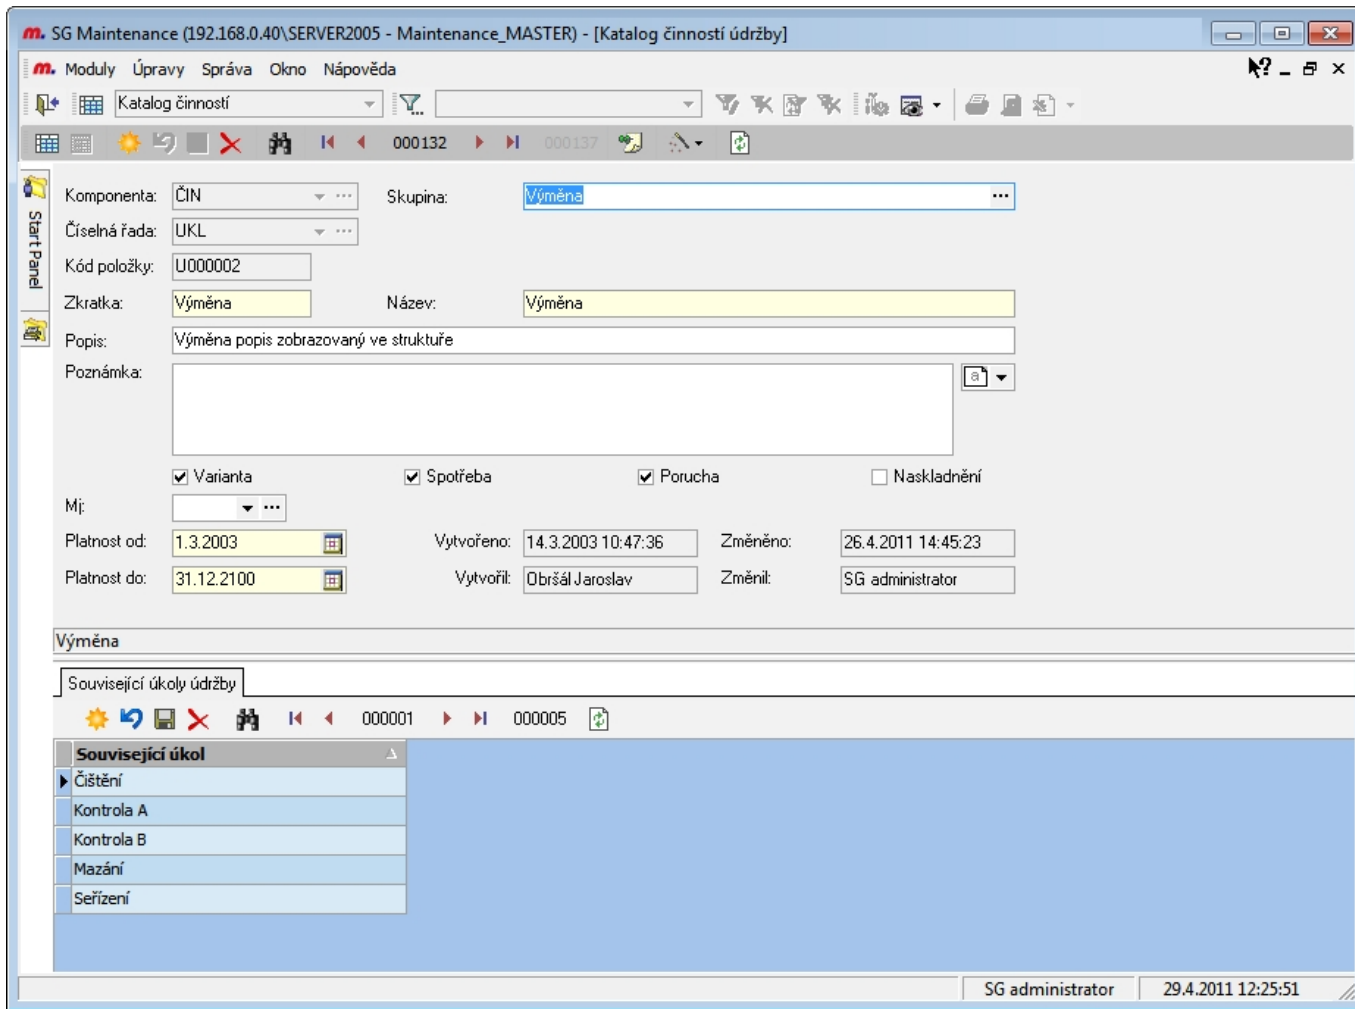 m. SG Maintenance (192.168.0.40\SERVER2005 - Maintenance_MASTER) - [Katalog činností údržby]
m. Moduly Úpravy Správa Okno Nápověda
Katalog činností
000132 000137
Start Panel
Komponenta: ČIN Skupina: Výměna
Číselná řada: UKL
Kód položky: U000002
Zkratka: Výměna Název: Výměna
Popis: Výměna popis zobrazovaný ve struktuře
Poznámka: a
Varianta Spotřeba Porucha Naskladnění
Mj:
Platnost od: 1.3.2003 Vytvořeno: 14.3.2003 10:47:36 Změněno: 26.4.2011 14:45:23
Platnost do: 31.12.2100 Vytvořil: Obršál Jaroslav Změnil: SG administrator
Výměna
Související úkoly údržby
000001 000005
Související úkol
Čištění
Kontrola A
Kontrola B
Mazání
Seřízení
SG administrator 29.4.2011 12:25:51